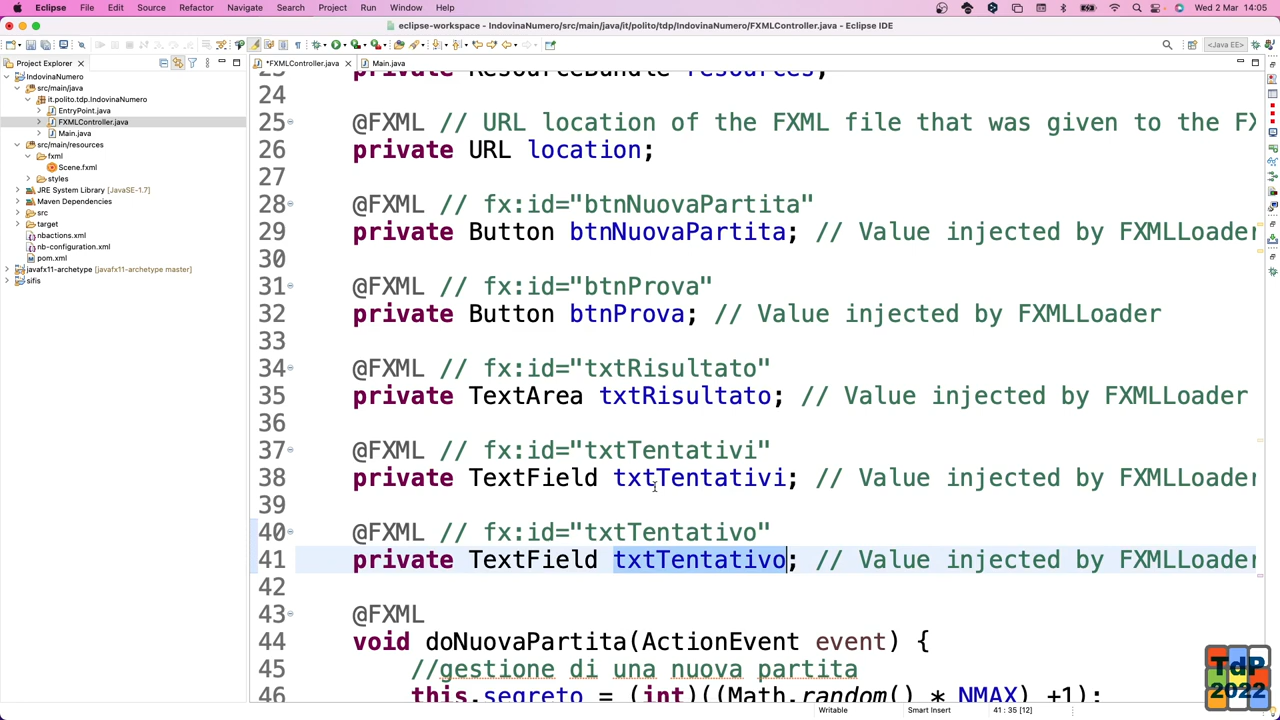 Eclipse File Edit Source Refactor Navigate Search Project Run Window Help Wed 2 Mar 14:05
eclipse-workspace - IndovinaNumero/src/main/java/it/polito/tdp/IndovinaNumero/FXMLController.java - Eclipse IDE
<Java EE>
Project Explorer
*FXMLController.java Main.java
IndovinaNumero
src/main/java
it.polito.tdp.IndovinaNumero
EntryPoint.java
FXMLController.java
Main.java
src/main/resources
fxml
Scene.fxml
styles
JRE System Library [JavaSE-1.7]
Maven Dependencies
src
target
nbactions.xml
nb-configuration.xml
pom.xml
javafx11-archetype [javafx11-archetype master]
sifis
23 private ResourceBundle resources;
24
25 @FXML // URL location of the FXML file that was given to the FX
26 private URL location;
27
28 @FXML // fx:id="btnNuovaPartita"
29 private Button btnNuovaPartita; // Value injected by FXMLLoader
30
31 @FXML // fx:id="btnProva"
32 private Button btnProva; // Value injected by FXMLLoader
33
34 @FXML // fx:id="txtRisultato"
35 private TextArea txtRisultato; // Value injected by FXMLLoader
36
37 @FXML // fx:id="txtTentativi"
38 private TextField txtTentativi; // Value injected by FXMLLoader
39
40 @FXML // fx:id="txtTentativo"
41 private TextField txtTentativo; // Value injected by FXMLLoader
42
43 @FXML
44 void doNuovaPartita(ActionEvent event) {
45 //gestione di una nuova partita
46 this.segreto = (int)((Math.random() * NMAX) +1);
Writable Smart Insert 41 : 35 [12]
TdP
2022